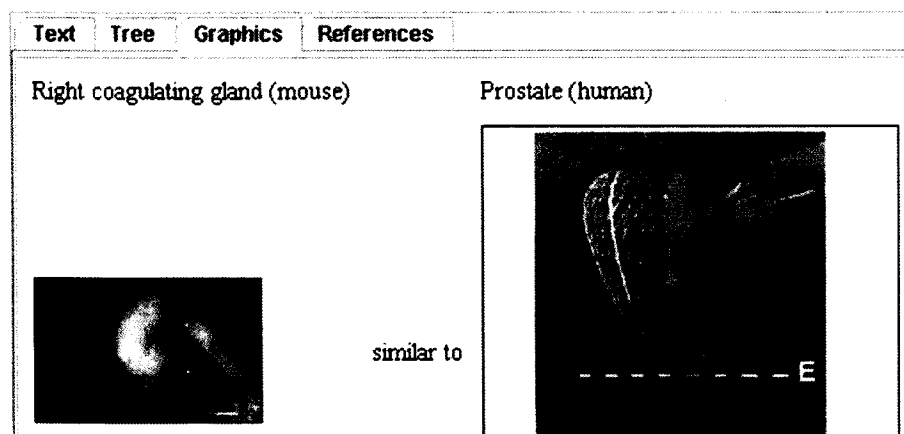 Text Tree Graphics References
Right coagulating gland (mouse) Prostate (human)
similar to
E